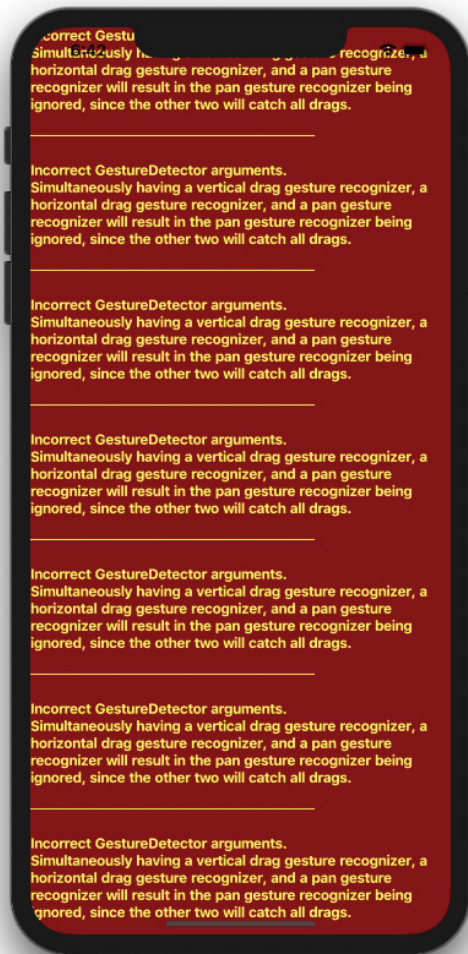 Incorrect Gestu
6:42
Simultaneously recognizer, a
horizontal drag gesture recognizer, and a pan gesture
recognizer will result in the pan gesture recognizer being
ignored, since the other two will catch all drags.
Incorrect GestureDetector arguments.
Simultaneously having a vertical drag gesture recognizer, a
horizontal drag gesture recognizer, and a pan gesture
recognizer will result in the pan gesture recognizer being
ignored, since the other two will catch all drags.
Incorrect GestureDetector arguments.
Simultaneously having a vertical drag gesture recognizer, a
horizontal drag gesture recognizer, and a pan gesture
recognizer will result in the pan gesture recognizer being
ignored, since the other two will catch all drags.
Incorrect GestureDetector arguments.
Simultaneously having a vertical drag gesture recognizer, a
horizontal drag gesture recognizer, and a pan gesture
recognizer will result in the pan gesture recognizer being
ignored, since the other two will catch all drags.
Incorrect GestureDetector arguments.
Simultaneously having a vertical drag gesture recognizer, a
horizontal drag gesture recognizer, and a pan gesture
recognizer will result in the pan gesture recognizer being
ignored, since the other two will catch all drags.
Incorrect GestureDetector arguments.
Simultaneously having a vertical drag gesture recognizer, a
horizontal drag gesture recognizer, and a pan gesture
recognizer will result in the pan gesture recognizer being
ignored, since the other two will catch all drags.
Incorrect GestureDetector arguments.
Simultaneously having a vertical drag gesture recognizer, a
horizontal drag gesture recognizer, and a pan gesture
recognizer will result in the pan gesture recognizer being
ignored, since the other two will catch all drags.